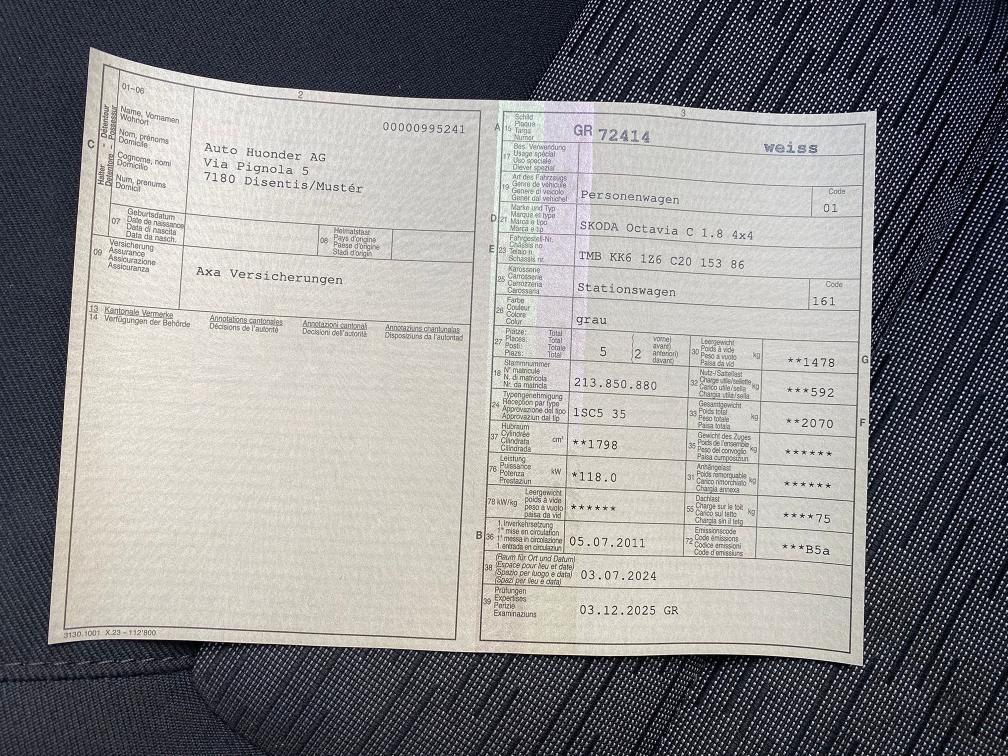 2
01-06
C
Halter - Détenteur
Detentore - Possessur
Name, Vornamen
Wohnort
Nom, prénoms
Domicile
Cognome, nomi
Domicilio
Num, prenums
Domicil
00000995241
Auto Huonder AG
Via Pignola 5
7180 Disentis/Mustér
07
Geburtsdatum
Date de naissance
Data di nascita
Data da nasch.
08
Heimatstaat
Pays d'origine
Paese d'origine
Stadi d'origin
09
Versicherung
Assurance
Assicurazione
Assicuranza
Axa Versicherungen
13
14
Kantonale Vermerke
Verfügungen der Behörde
Annotations cantonales
Décisions de l'autorité
Annotazioni cantonali
Decisioni dell'autorità
Annotaziuns chantunalas
Disposiziuns da l'autoritad
3130.1001 X.23 - 112'800
3
A
15
Schild
Plaque
Targa
Numer
GR 72414
weiss
17
Bes. Verwendung
Usage spécial
Uso speciale
Diever spezial
19
Art des Fahrzeugs
Genre de véhicule
Genere di veicolo
Gener dal vehichel
Personenwagen
Code
01
D
21
Marke und Typ
Marque et type
Marca e tipo
Marca e tip
SKODA Octavia C 1.8 4x4
E
23
Fahrgestell-Nr.
Châssis no
Telaio n.
Schassis nr.
TMB KK6 1Z6 C20 153 86
25
Karosserie
Carrosserie
Carrozzeria
Carossaria
Stationswagen
Code
161
26
Farbe
Couleur
Colore
Colur
grau
27
Plätze: Total
Places: Total
Posti: Totale
Plazs: Total
5
2
vorne)
avant)
anteriori)
davant)
30
Leergewicht
Poids à vide
Peso a vuoto
Paisa da vid
kg
**1478
G
18
Stammnummer
N° matricule
N. di matricola
Nr. da matricla
213.850.880
32
Nutz-/Sattellast
Charge utile/sellette
Carico utile/sella
Chargia utila/sella
kg
***592
24
Typengenehmigung
Réception par type
Approvazione del tipo
Approvaziun dal tip
1SC5 35
33
Gesamtgewicht
Poids total
Peso totale
Paisa totala
kg
**2070
F
37
Hubraum
Cylindrée
Cilindrata
Cilindrada
cm³
**1798
35
Gewicht des Zuges
Poids de l'ensemble
Peso del convoglio
Paisa cumposiziun
kg
******
76
Leistung
Puissance
Potenza
Prestaziun
kW
*118.0
31
Anhängelast
Poids remorquable
Carico rimorchiato
Chargia annexa
kg
******
78 kW/kg
Leergewicht
poids à vide
peso a vuoto
paisa da vid
******
55
Dachlast
Charge sur le toit
Carico sul tetto
Chargia sin il tetg
kg
****75
B
36
1. Inverkehrsetzung
1re mise en circulation
1a messa in circolazione
1. entrada en circulaziun
05.07.2011
72
Emissionscode
Code émissions
Codice emissioni
Code d'emissiuns
***B5a
38
(Raum für Ort und Datum)
(Espace pour lieu et date)
(Spazio per luogo e data)
(Spazi per lieu e data)
03.07.2024
39
Prüfungen
Expertises
Perizie
Examinaziuns
03.12.2025 GR